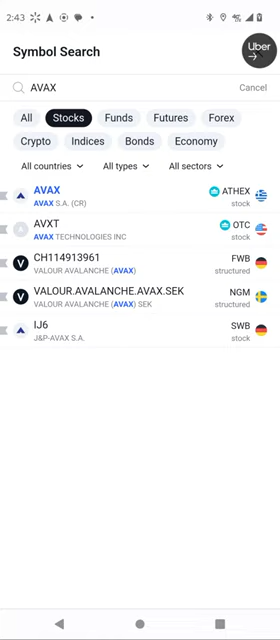 2:43
Symbol Search
Uber
AVAX
Cancel
All Stocks Funds Futures Forex
Crypto Indices Bonds Economy
All countries All types All sectors
AVAX ATHEX
AVAX S.A. (CR) stock
AVXT OTC
AVAX TECHNOLOGIES INC stock
CH114913961 FWB
VALOUR AVALANCHE (AVAX) structured
VALOUR.AVALANCHE.AVAX.SEK NGM
VALOUR AVALANCHE (AVAX) SEK structured
IJ6 SWB
J&P-AVAX S.A. stock